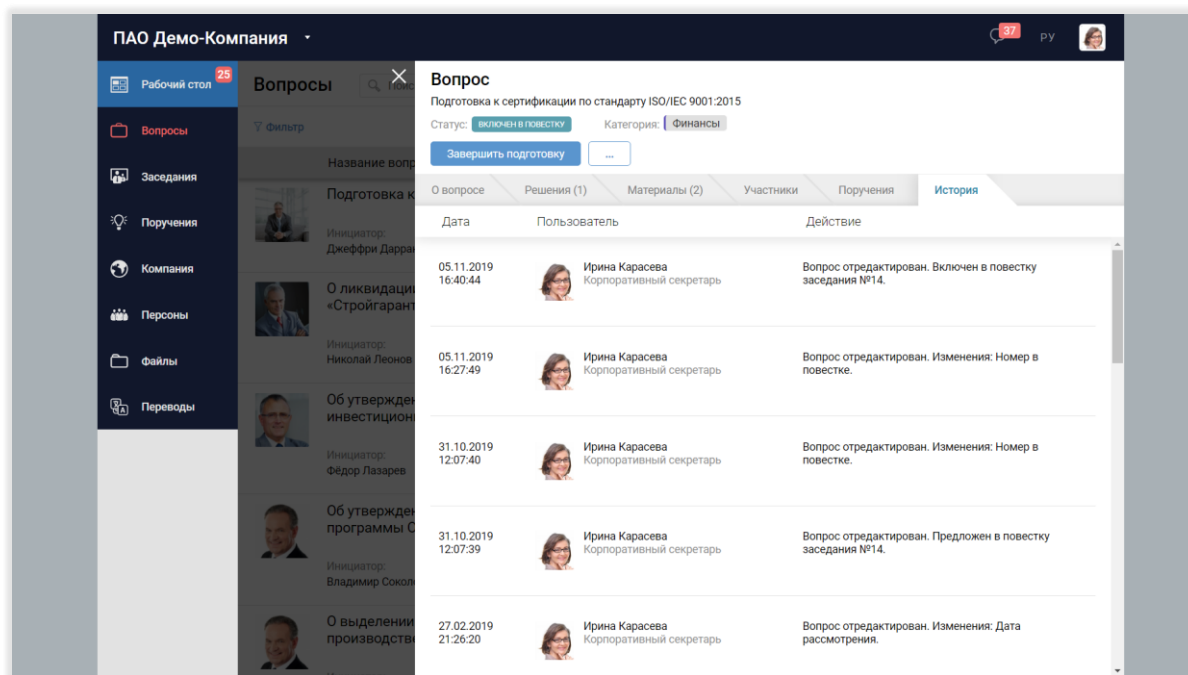 ПАО Демо-Компания
37
РУ
Рабочий стол
25
Вопросы
Заседания
Поручения
Компания
Персоны
Файлы
Переводы
Вопросы
Поис
Фильтр
Название вопр
Подготовка к
Инициатор:
Джеффри Дарран
О ликвидации
«Стройгарант
Инициатор:
Николай Леонов
Об утвержден
инвестицион
Инициатор:
Фёдор Лазарев
Об утвержден
программы С
Инициатор:
Владимир Сокол
О выделении
производстве
Вопрос
Подготовка к сертификации по стандарту ISO/IEC 9001:2015
Статус: ВКЛЮЧЕН В ПОВЕСТКУ Категория: Финансы
Завершить подготовку ...
О вопросе Решения (1) Материалы (2) Участники Поручения История
Дата Пользователь Действие
05.11.2019 Ирина Карасева Вопрос отредактирован. Включен в повестку
16:40:44 Корпоративный секретарь заседания №14.
05.11.2019 Ирина Карасева Вопрос отредактирован. Изменения: Номер в
16:27:49 Корпоративный секретарь повестке.
31.10.2019 Ирина Карасева Вопрос отредактирован. Изменения: Номер в
12:07:40 Корпоративный секретарь повестке.
31.10.2019 Ирина Карасева Вопрос отредактирован. Предложен в повестку
12:07:39 Корпоративный секретарь заседания №14.
27.02.2019 Ирина Карасева Вопрос отредактирован. Изменения: Дата
21:26:20 Корпоративный секретарь рассмотрения.